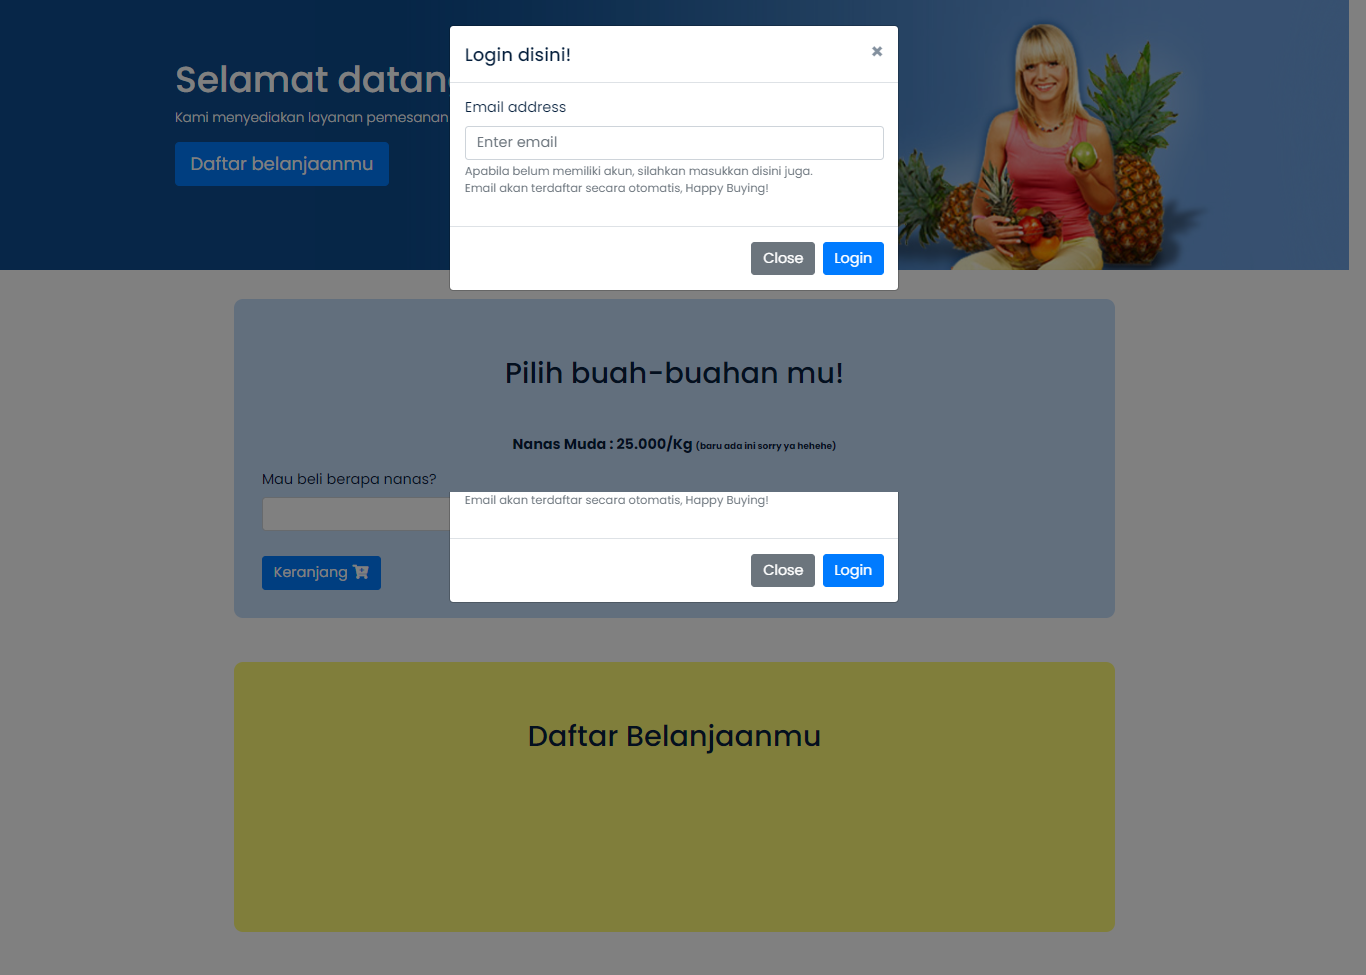 Login disini!
×
Selamat datan
Email address
Kami menyediakan layanan pemesanan
Enter email
Daftar belanjaanmu
Apabila belum memiliki akun, silahkan masukkan disini juga.
Email akan terdaftar secara otomatis, Happy Buying!
Close
Login
Pilih buah-buahan mu!
Nanas Muda : 25.000/Kg (baru ada ini sorry ya hehehe)
Mau beli berapa nanas?
Email akan terdaftar secara otomatis, Happy Buying!
Keranjang
Close
Login
Daftar Belanjaanmu